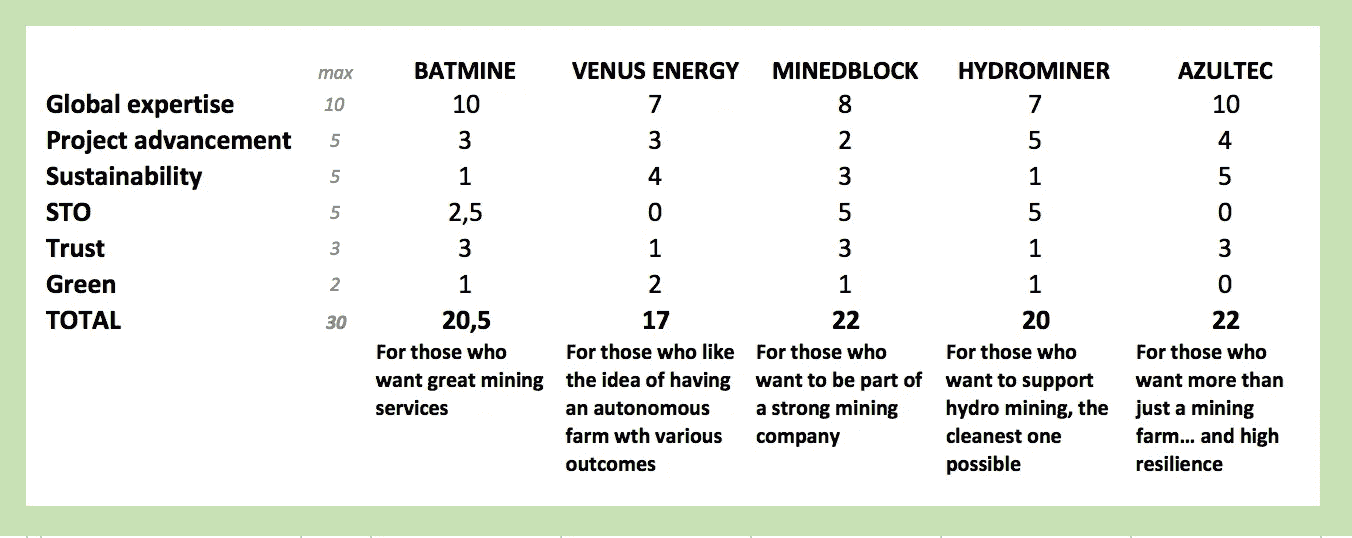 max BATMINE VENUS ENERGY MINEDBLOCK HYDROMINER AZULTEC
Global expertise 10 10 7 8 7 10
Project advancement 5 3 3 2 5 4
Sustainability 5 1 4 3 1 5
STO 5 2,5 0 5 5 0
Trust 3 3 1 3 1 3
Green 2 1 2 1 1 0
TOTAL 30 20,5 17 22 20 22
For those who
want great mining
services
For those who like
the idea of having
an autonomous
farm wth various
outcomes
For those who
want to be part of
a strong mining
company
For those who
want to support
hydro mining, the
cleanest one
possible
For those who
want more than
just a mining
farm... and high
resilience